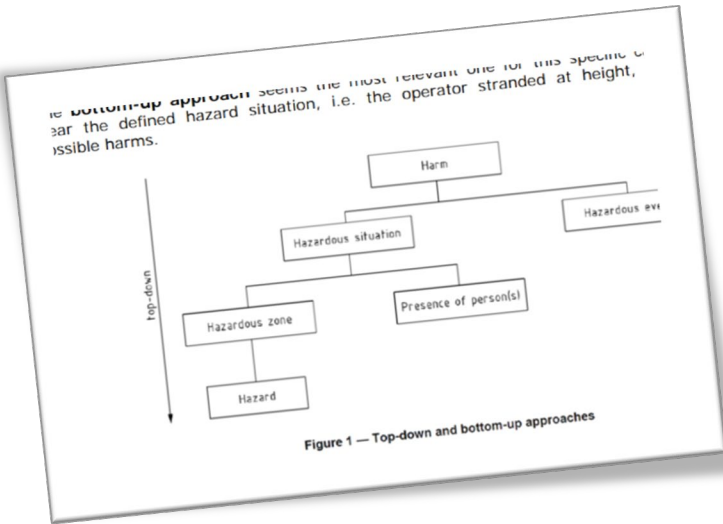 bottom-up approach seems the most relevant one for this specific
the defined hazard situation, i.e. the operator stranded at height,
possible harms.
Harm
Hazardous situation
Hazardous
top-down
Hazardous zone
Presence of person(s)
Hazard
Figure 1 — Top-down and bottom-up approaches